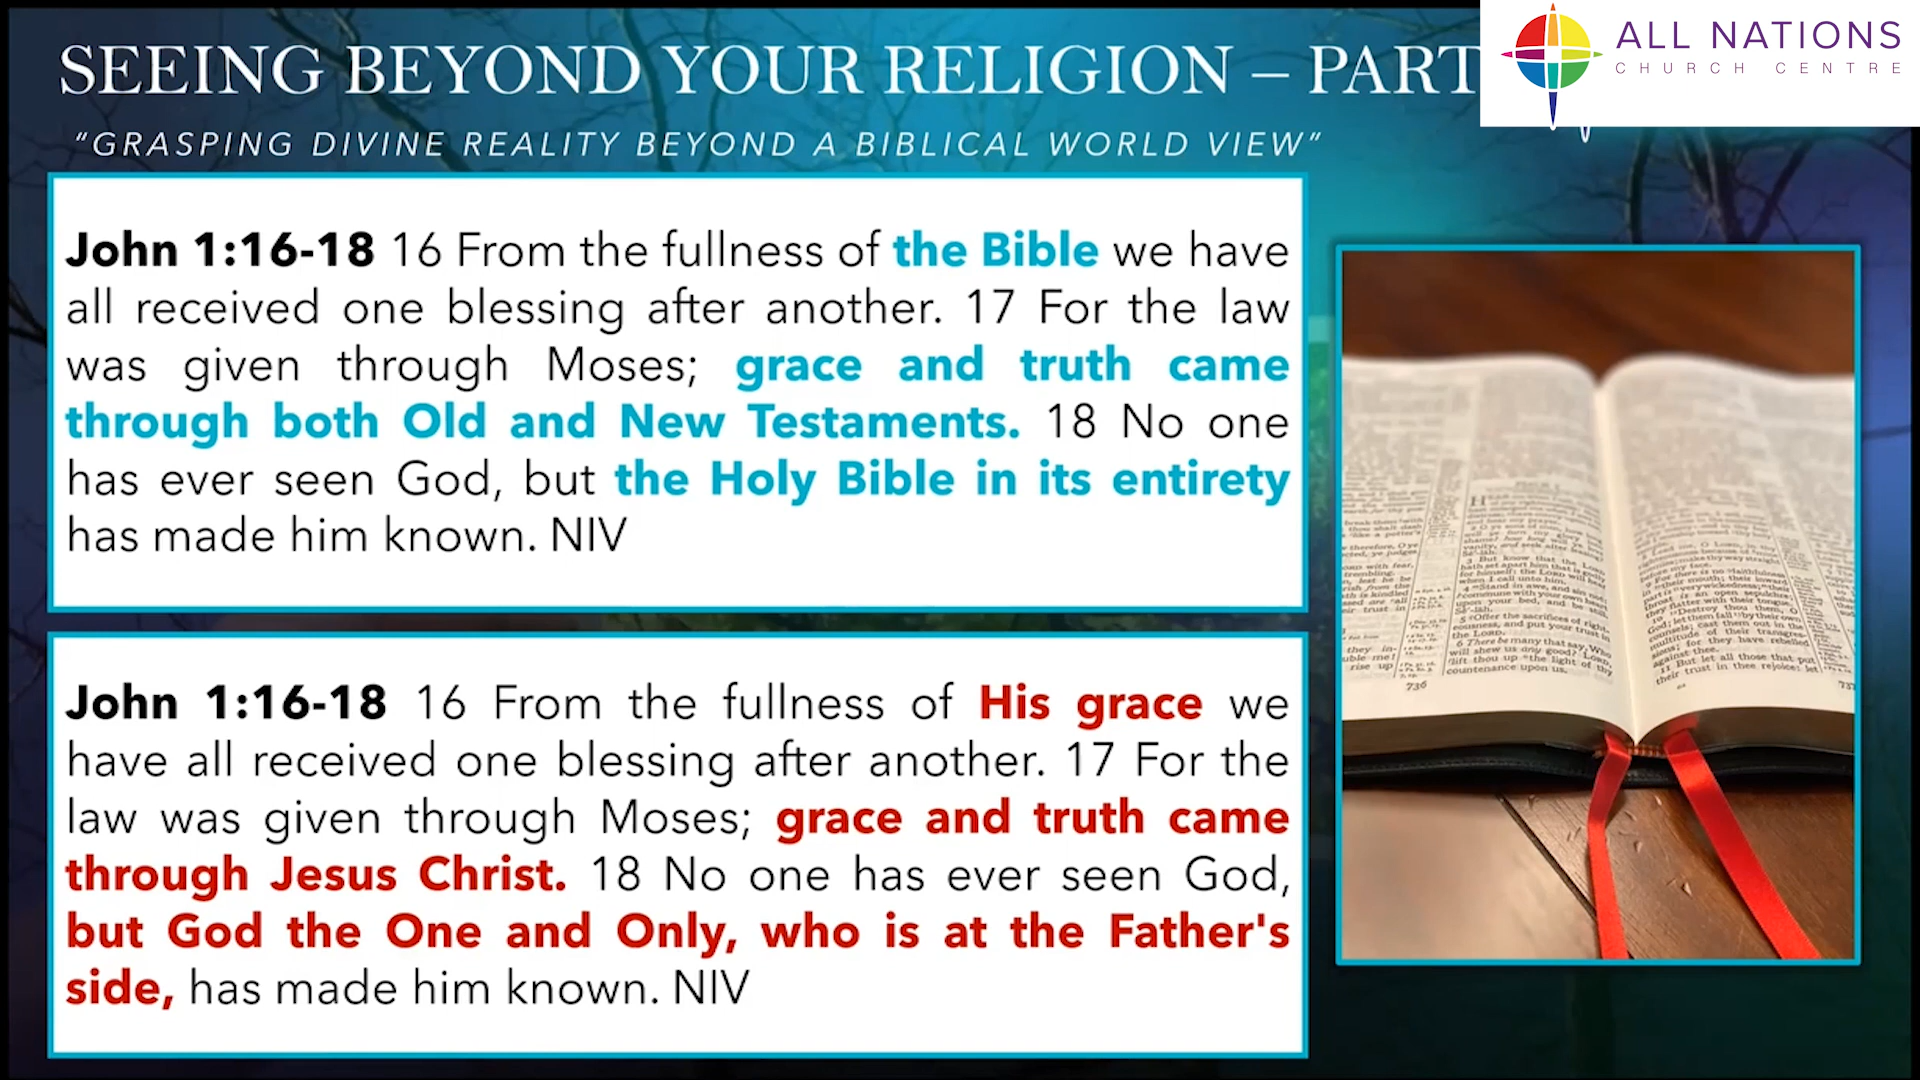 SEEING BEYOND YOUR RELIGION – PART
ALL NATIONS
CHURCH CENTRE
“GRASPING DIVINE REALITY BEYOND A BIBLICAL WORLD VIEW”
John 1:16-18 16 From the fullness of the Bible we have
all received one blessing after another. 17 For the law
was given through Moses; grace and truth came
through both Old and New Testaments. 18 No one
has ever seen God, but the Holy Bible in its entirety
has made him known. NIV
John 1:16-18 16 From the fullness of His grace we
have all received one blessing after another. 17 For the
law was given through Moses; grace and truth came
through Jesus Christ. 18 No one has ever seen God,
but God the One and Only, who is at the Father's
side, has made him known. NIV
736